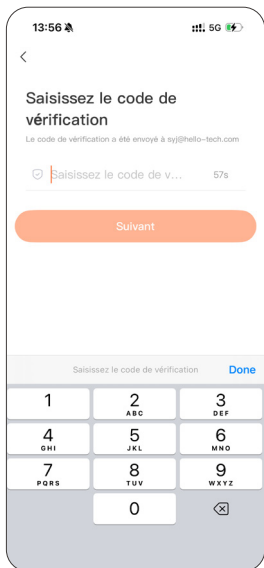 13:56 5G
Saisissez le code de
vérification
Le code de vérification a été envoyé à syj@hello-tech.com
Saisissez le code de v... 57s
Suivant
Saisissez le code de vérification Done
1 2 3
ABC DEF
4 5 6
GHI JKL MNO
7 8 9
PQRS TUV WXYZ
0